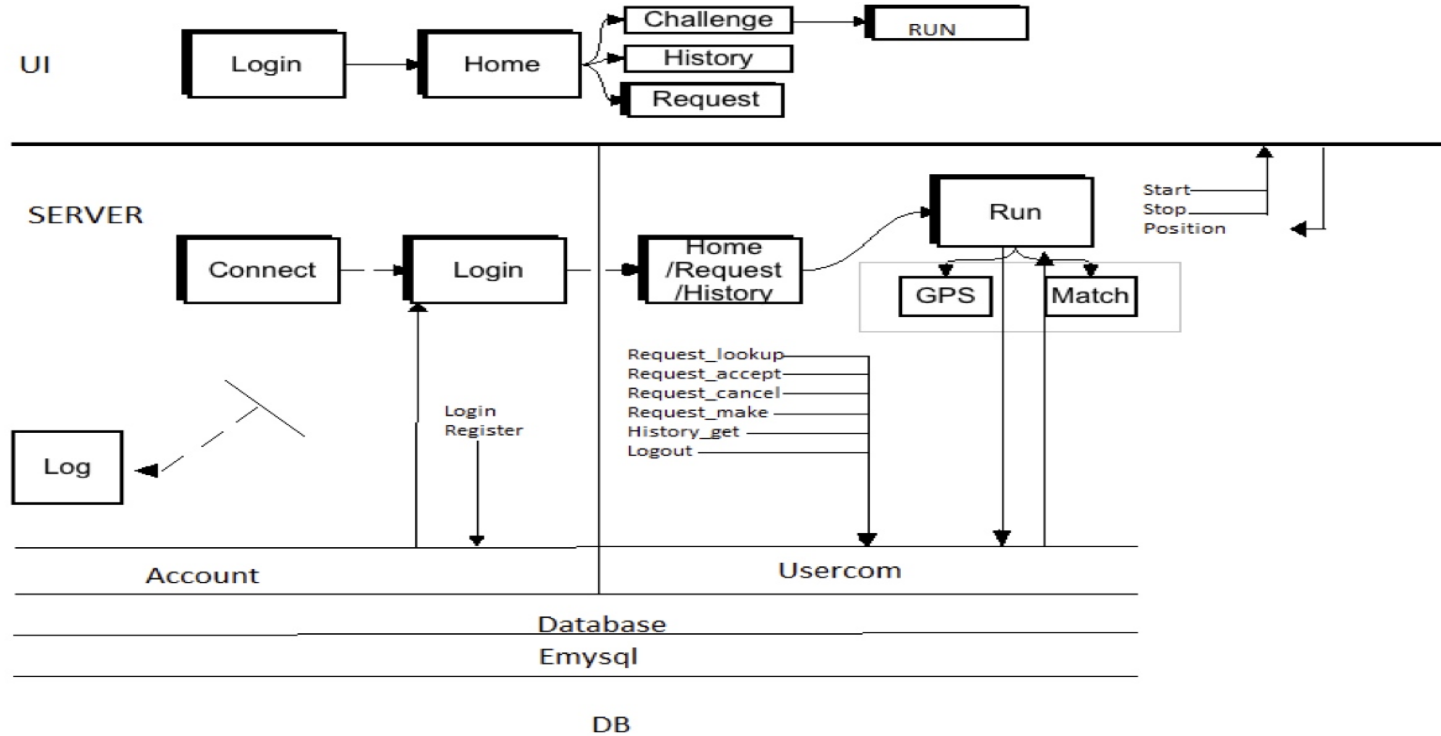 Challenge
RUN
UI
Login
Home
History
Request
SERVER
Run
Start
Stop
Position
Connect
Login
Home
/Request
/History
GPS
Match
Request_lookup
Request_accept
Request_cancel
Request_make
History_get
Logout
Login
Register
Log
Account
Usercom
Database
Emysql
DB